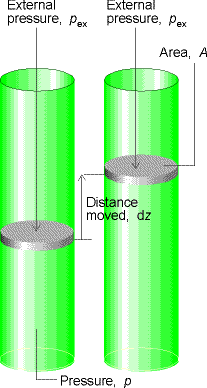 External
pressure, pex
External
pressure, pex
Area, A
Distance
moved, dz
Pressure, p